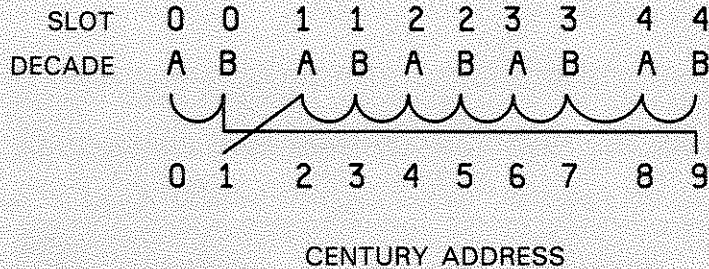 SLOT 0 0 1 1 2 2 3 3 4 4
DECADE A B A B A B A B A B
0 1 2 3 4 5 6 7 8 9
CENTURY ADDRESS